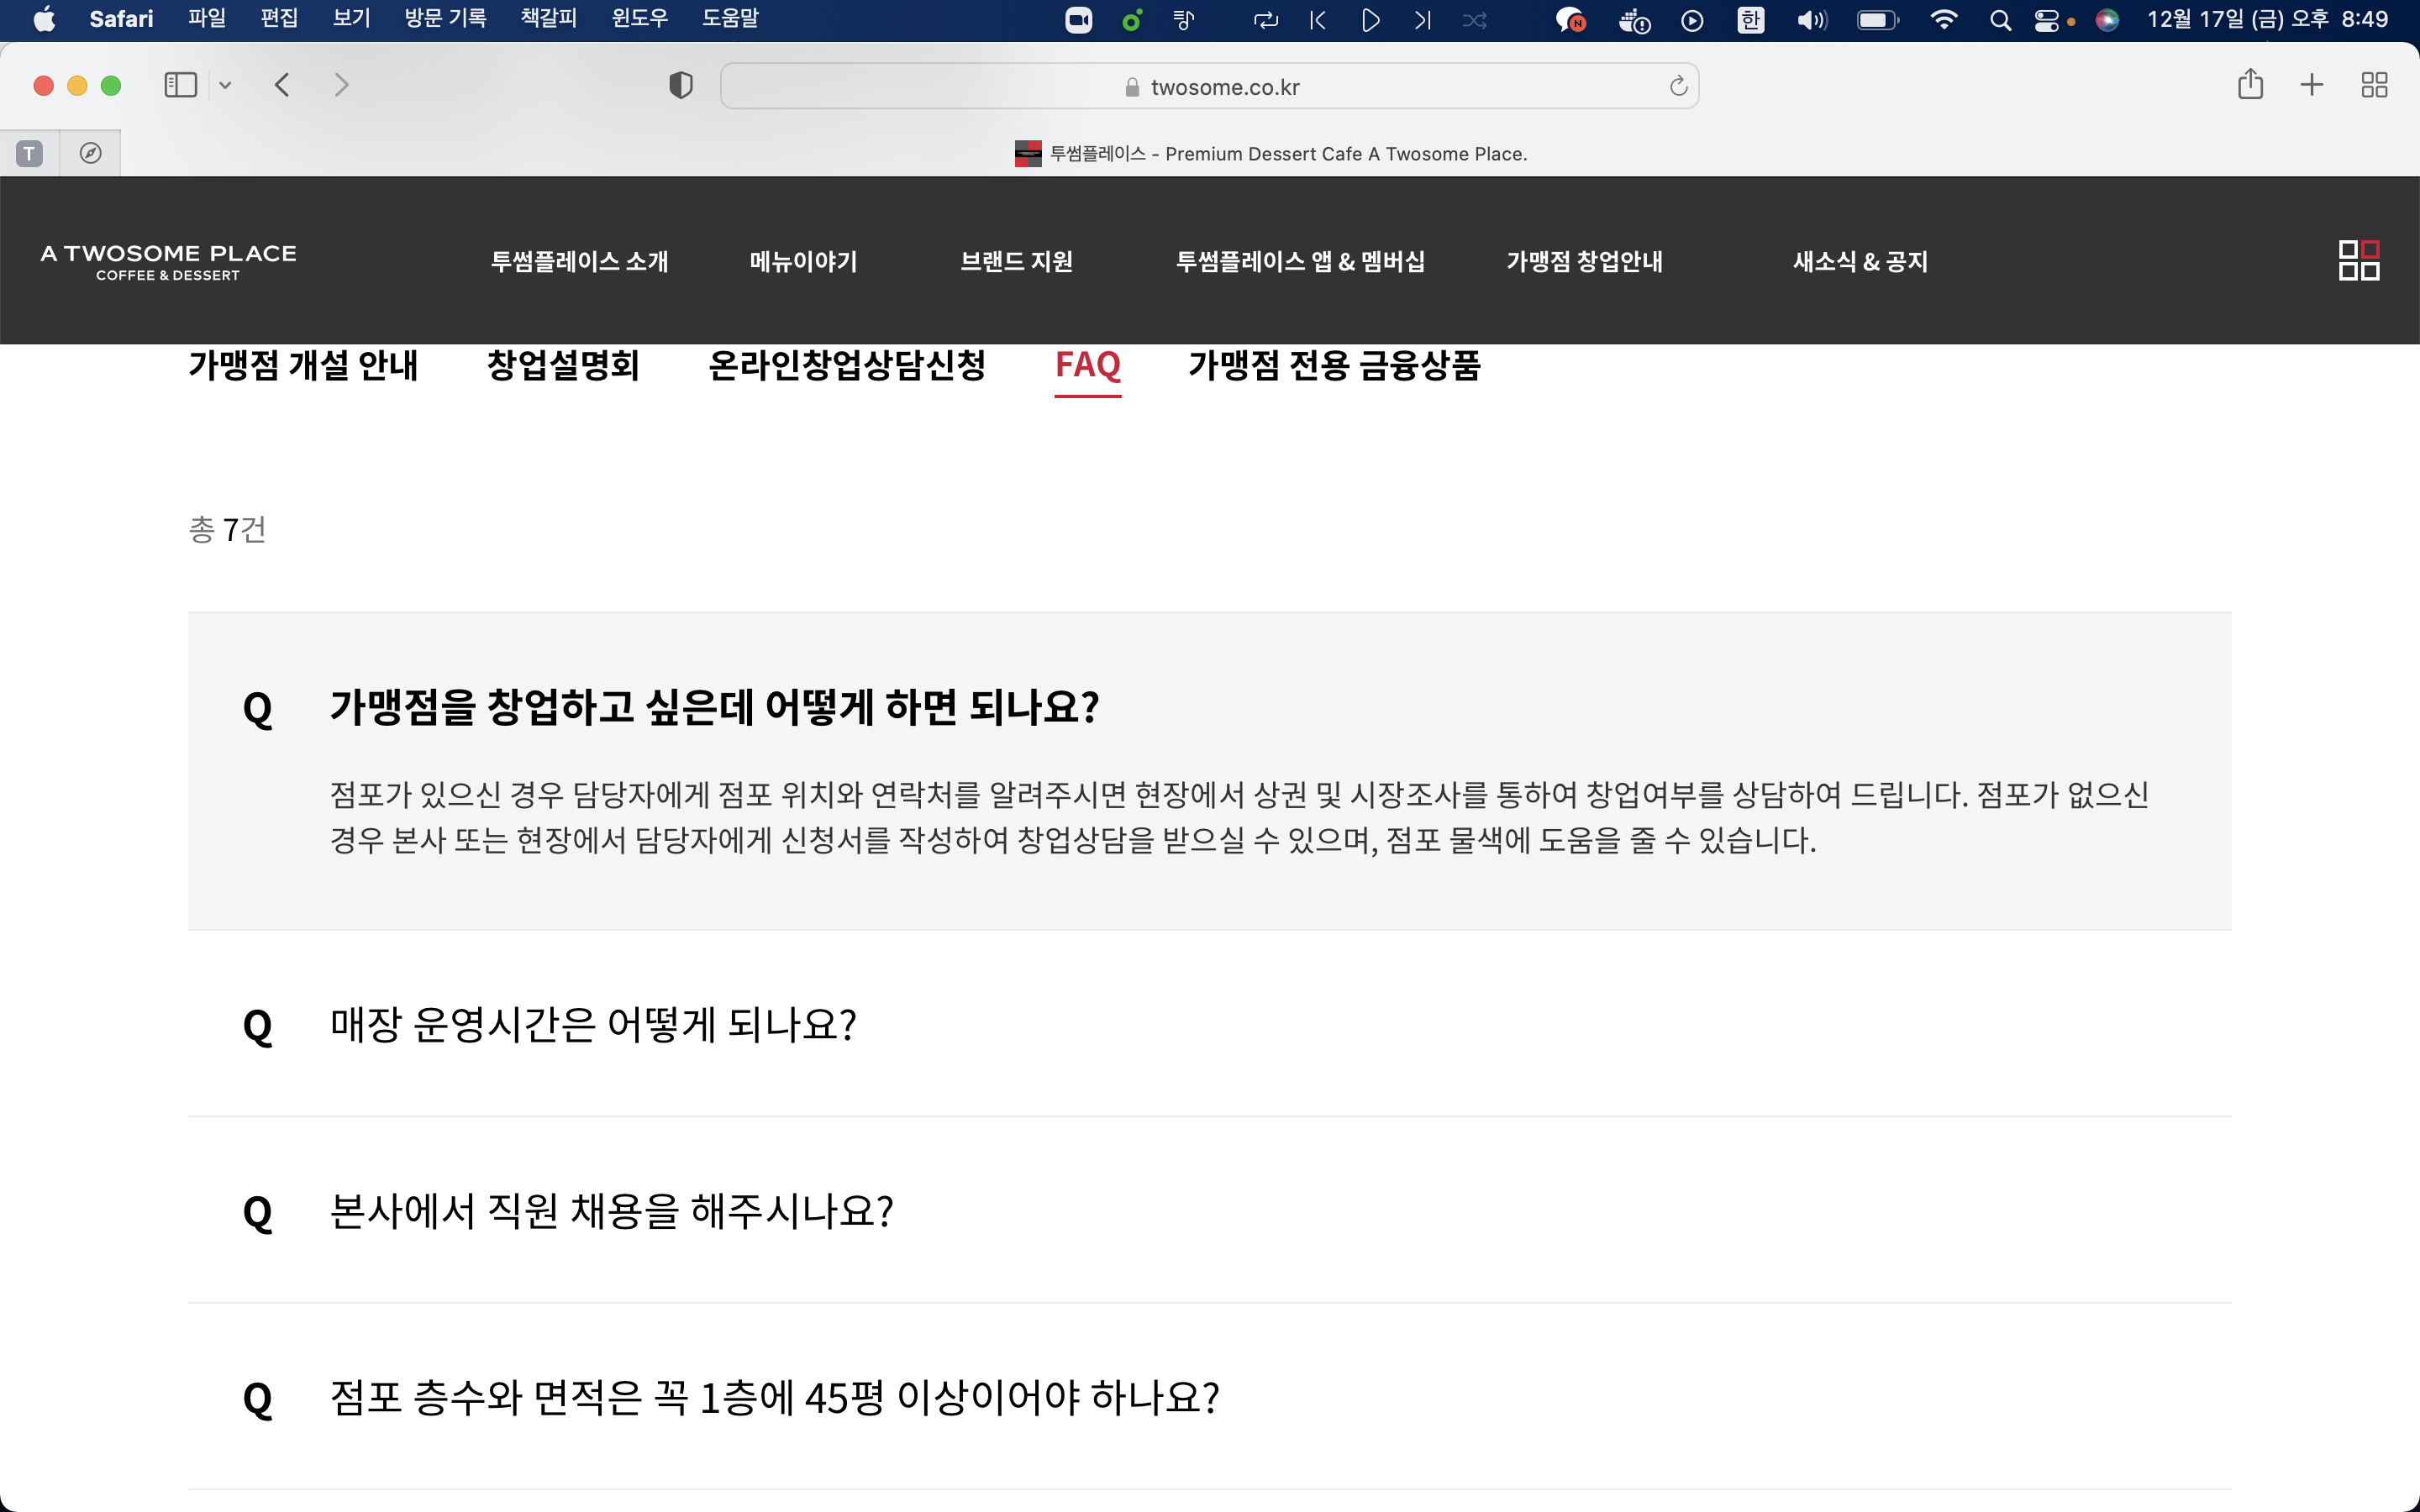 Safari 파일 편집 보기 방문 기록 책갈피 윈도우 도움말 N 한 12월 17일 (금) 오후 8:49
twosome.co.kr
T 투썸플레이스 - Premium Dessert Cafe A Twosome Place.
A TWOSOME PLACE
COFFEE & DESSERT
투썸플레이스 소개 메뉴이야기 브랜드 지원 투썸플레이스 앱 & 멤버십 가맹점 창업안내 새소식 & 공지
가맹점 개설 안내 창업설명회 온라인창업상담신청 FAQ 가맹점 전용 금융상품
총 7건
Q 가맹점을 창업하고 싶은데 어떻게 하면 되나요?
점포가 있으신 경우 담당자에게 점포 위치와 연락처를 알려주시면 현장에서 상권 및 시장조사를 통하여 창업여부를 상담하여 드립니다. 점포가 없으신
경우 본사 또는 현장에서 담당자에게 신청서를 작성하여 창업상담을 받으실 수 있으며, 점포 물색에 도움을 줄 수 있습니다.
Q 매장 운영시간은 어떻게 되나요?
Q 본사에서 직원 채용을 해주시나요?
Q 점포 층수와 면적은 꼭 1층에 45평 이상이어야 하나요?